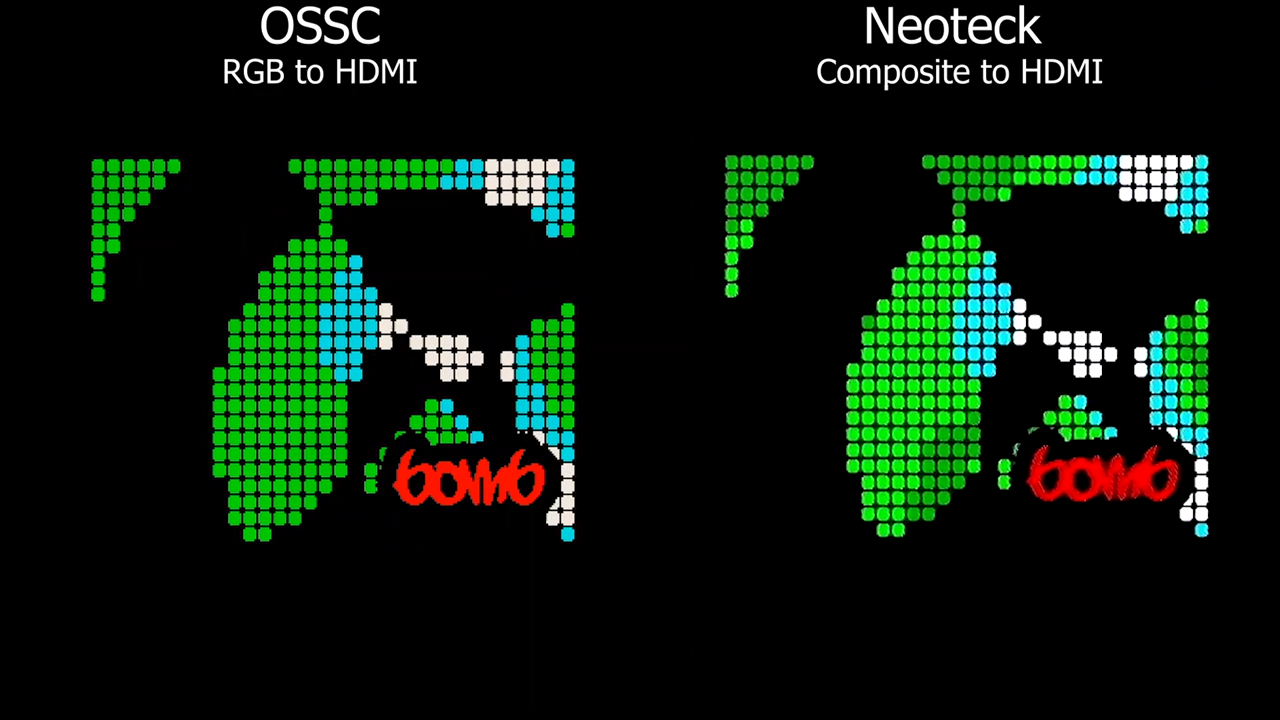 OSSC
RGB to HDMI
Neoteck
Composite to HDMI
bomb
bomb